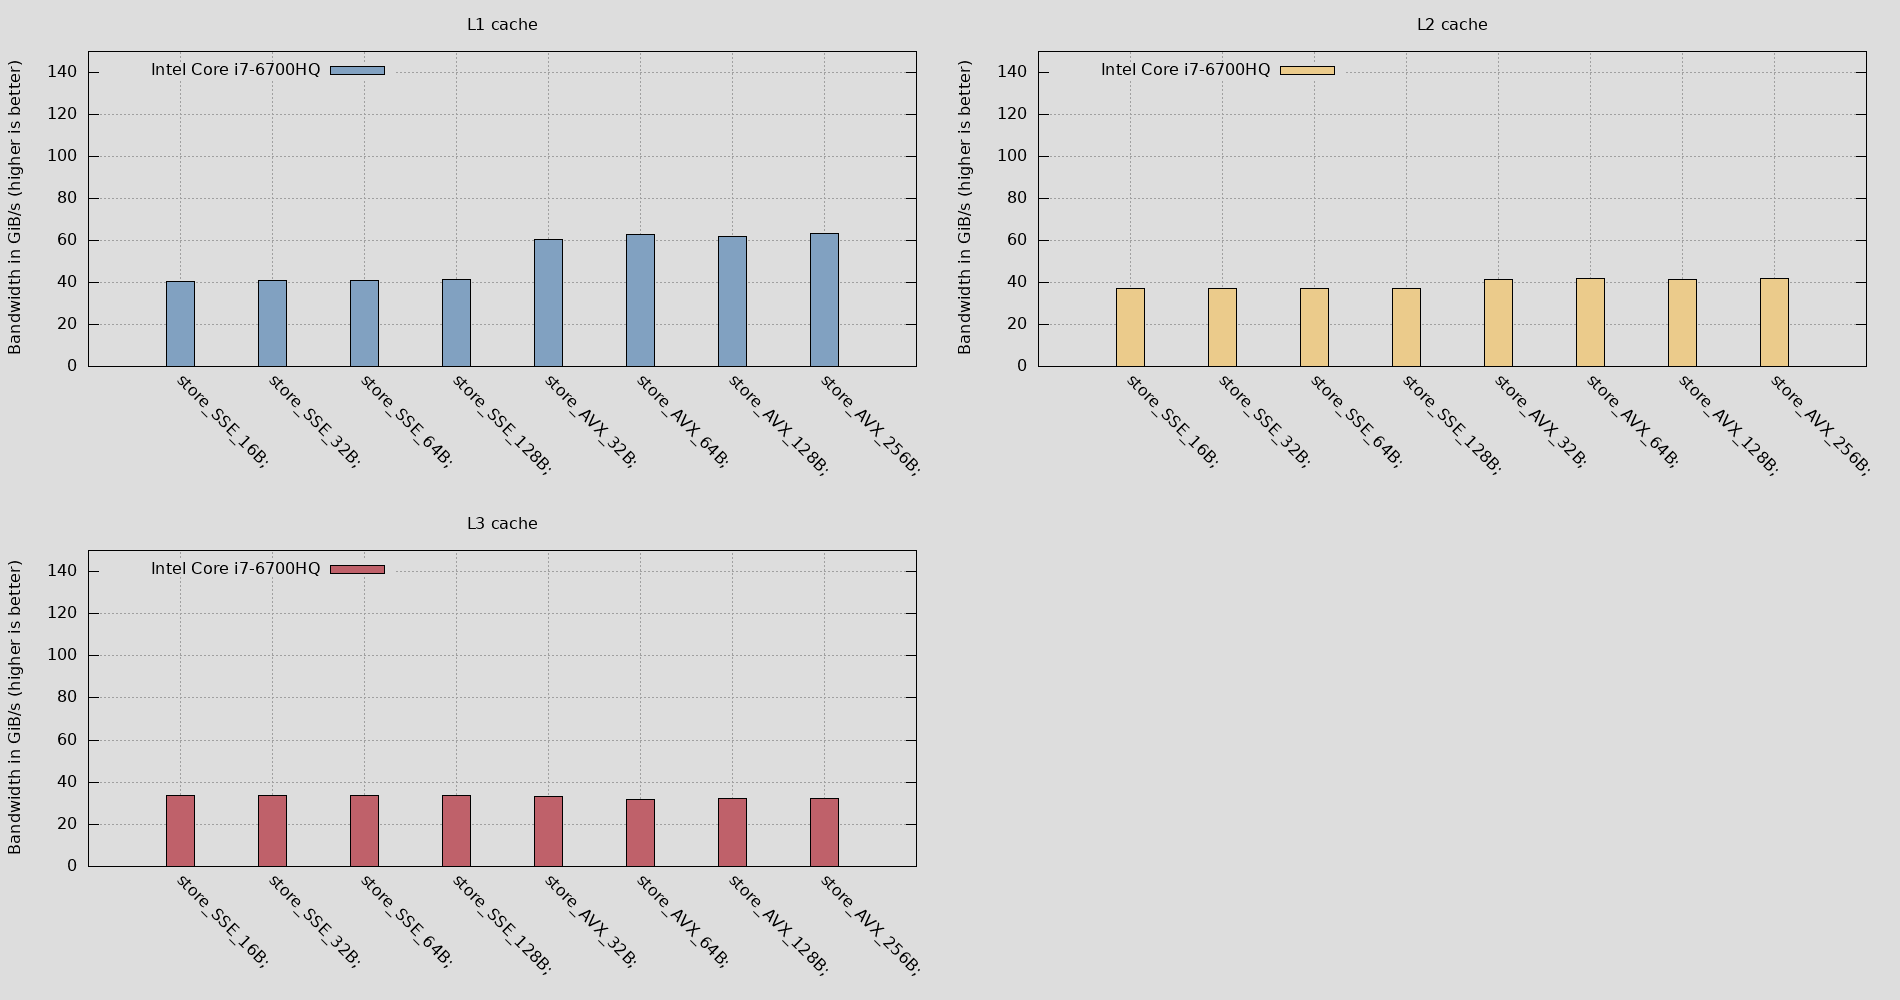 L1 cache
Bandwidth in GiB/s (higher is better)
Intel Core i7-6700HQ
140
120
100
80
60
40
20
0
store_SSE_16B;
store_SSE_32B;
store_SSE_64B;
store_SSE_128B;
store_AVX_32B;
store_AVX_64B;
store_AVX_128B;
store_AVX_256B;
L2 cache
Bandwidth in GiB/s (higher is better)
Intel Core i7-6700HQ
140
120
100
80
60
40
20
0
store_SSE_16B;
store_SSE_32B;
store_SSE_64B;
store_SSE_128B;
store_AVX_32B;
store_AVX_64B;
store_AVX_128B;
store_AVX_256B;
L3 cache
Bandwidth in GiB/s (higher is better)
Intel Core i7-6700HQ
140
120
100
80
60
40
20
0
store_SSE_16B;
store_SSE_32B;
store_SSE_64B;
store_SSE_128B;
store_AVX_32B;
store_AVX_64B;
store_AVX_128B;
store_AVX_256B;